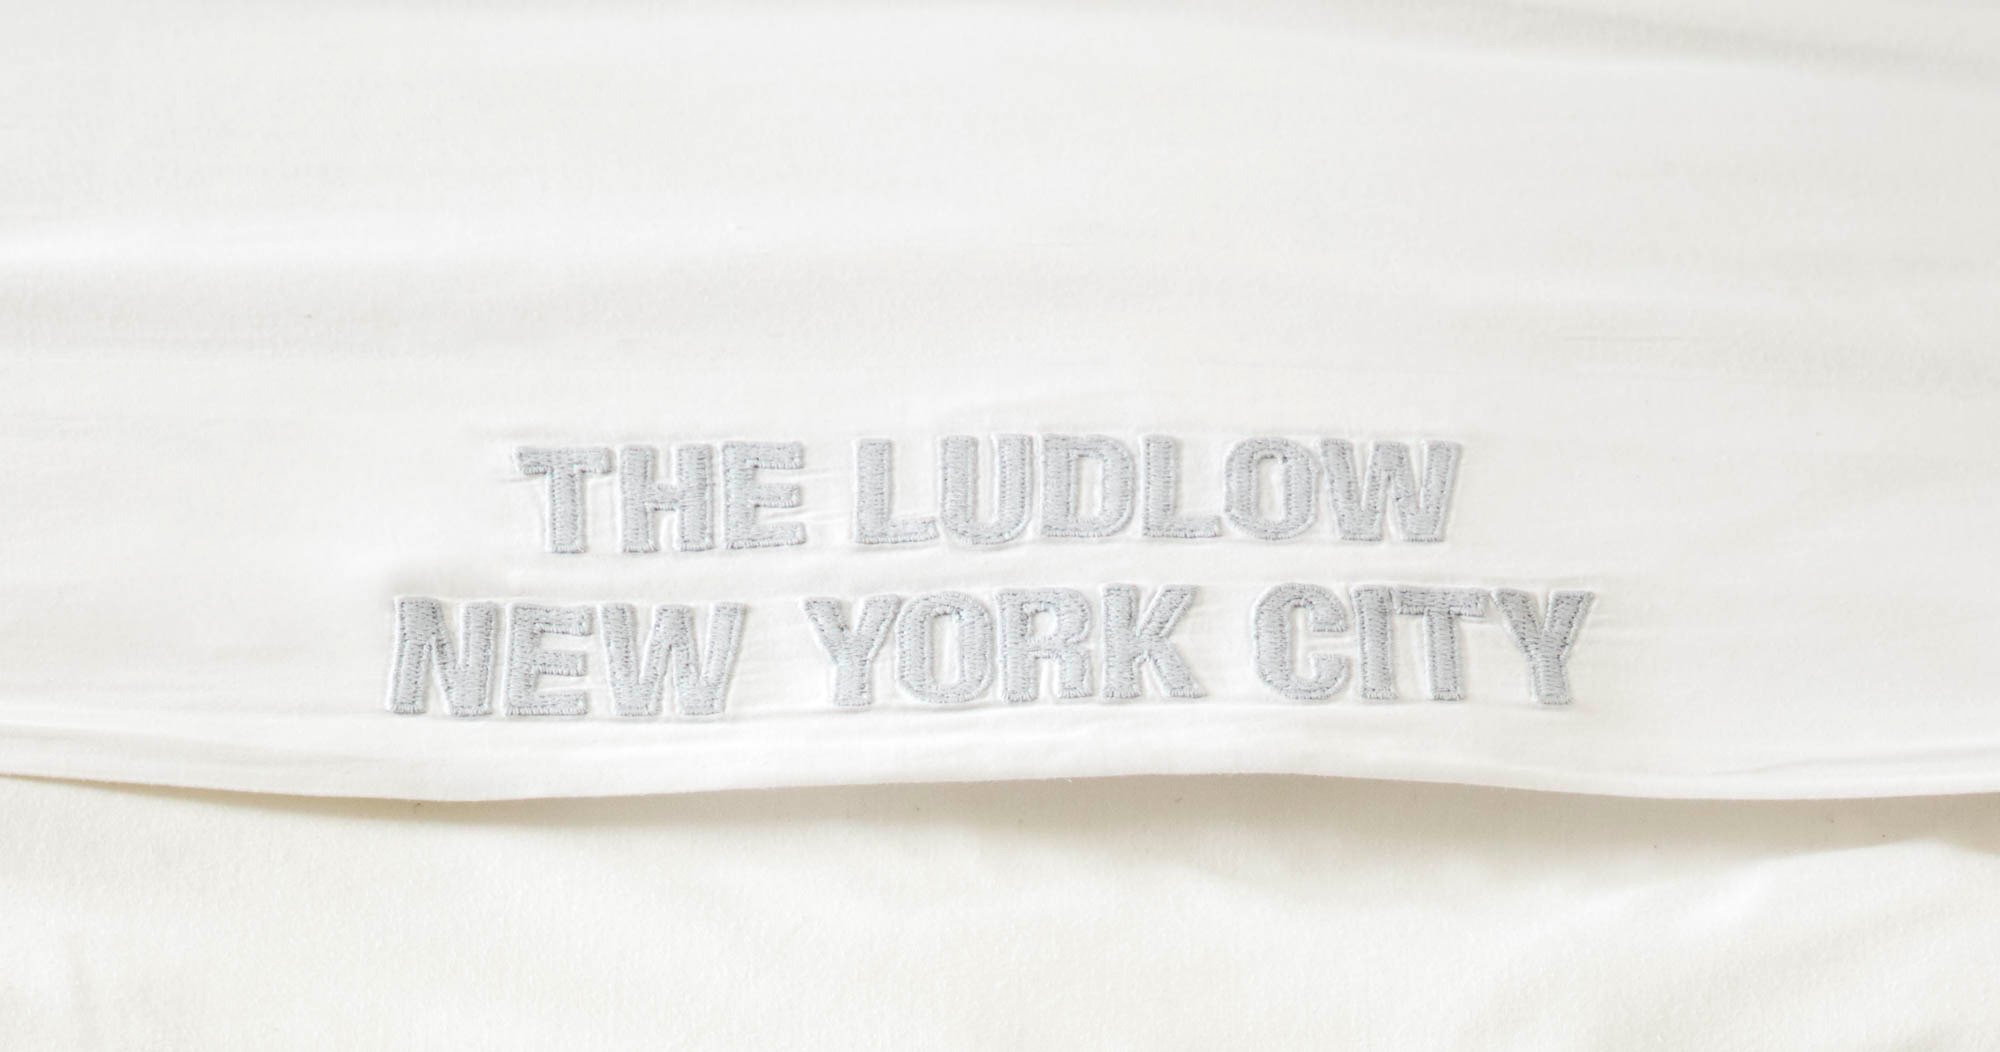 THE LUDLOW
NEW YORK CITY